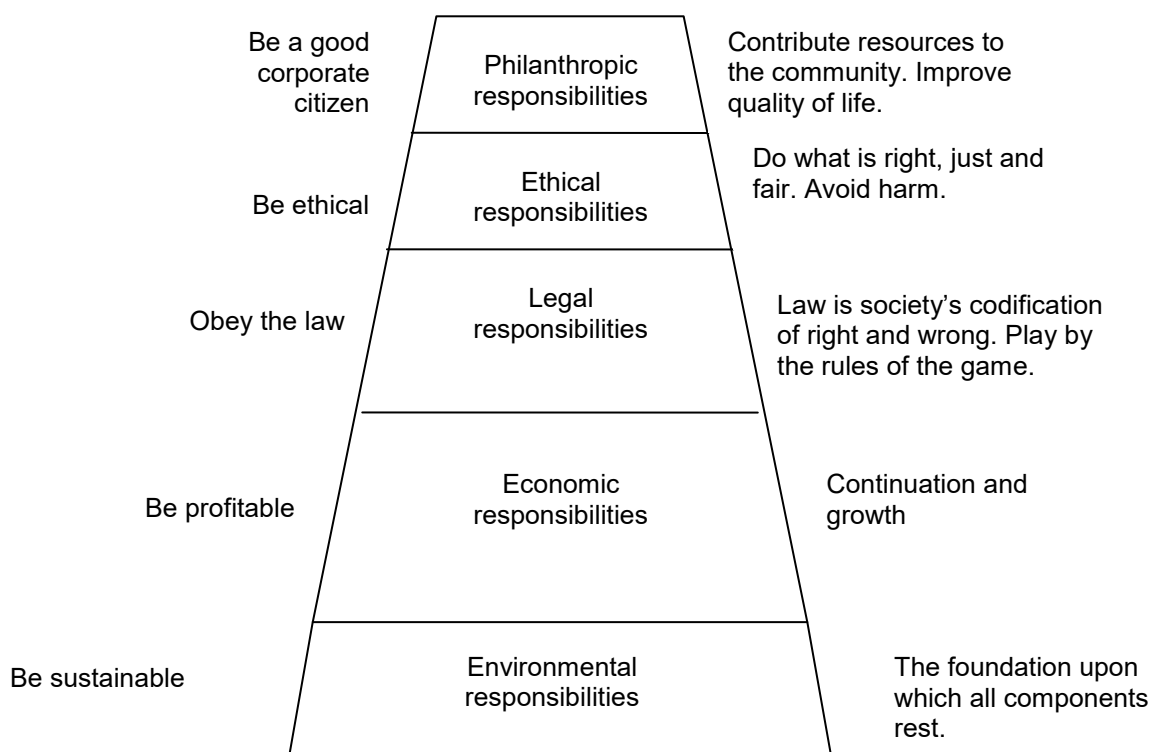 Be a good
corporate
citizen
Philanthropic
responsibilities
Contribute resources to
the community. Improve
quality of life.
Be ethical
Ethical
responsibilities
Do what is right, just and
fair. Avoid harm.
Obey the law
Legal
responsibilities
Law is society’s codification
of right and wrong. Play by
the rules of the game.
Be profitable
Economic
responsibilities
Continuation and
growth
Be sustainable
Environmental
responsibilities
The foundation upon
which all components
rest.